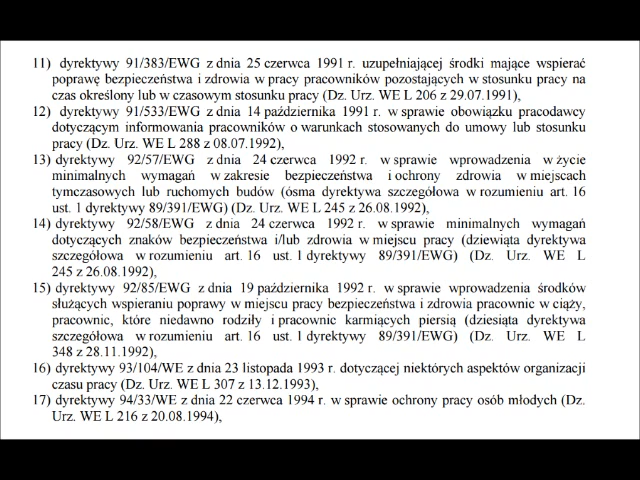 11) dyrektywy 91/383/EWG z dnia 25 czerwca 1991 r. uzupełniającej środki mające wspierać
poprawę bezpieczeństwa i zdrowia w pracy pracowników pozostających w stosunku pracy na
czas określony lub w czasowym stosunku pracy (Dz. Urz. WE L 206 z 29.07.1991),
12) dyrektywy 91/533/EWG z dnia 14 października 1991 r. w sprawie obowiązku pracodawcy
dotyczącym informowania pracowników o warunkach stosowanych do umowy lub stosunku
pracy (Dz. Urz. WE L 288 z 08.07.1992),
13) dyrektywy 92/57/EWG z dnia 24 czerwca 1992 r. w sprawie wprowadzenia w życie
minimalnych wymagań w zakresie bezpieczeństwa i ochrony zdrowia w miejscach
tymczasowych lub ruchomych budów (ósma dyrektywa szczegółowa w rozumieniu art. 16
ust. 1 dyrektywy 89/391/EWG) (Dz. Urz. WE L 245 z 26.08.1992),
14) dyrektywy 92/58/EWG z dnia 24 czerwca 1992 r. w sprawie minimalnych wymagań
dotyczących znaków bezpieczeństwa i/lub zdrowia w miejscu pracy (dziewiąta dyrektywa
szczegółowa w rozumieniu art. 16 ust. 1 dyrektywy 89/391/EWG) (Dz. Urz. WE L
245 z 26.08.1992),
15) dyrektywy 92/85/EWG z dnia 19 października 1992 r. w sprawie wprowadzenia środków
służących wspieraniu poprawy w miejscu pracy bezpieczeństwa i zdrowia pracownic w ciąży,
pracownic, które niedawno rodziły i pracownic karmiących piersią (dziesiąta dyrektywa
szczegółowa w rozumieniu art. 16 ust. 1 dyrektywy 89/391/EWG) (Dz. Urz. WE L
348 z 28.11.1992),
16) dyrektywy 93/104/WE z dnia 23 listopada 1993 r. dotyczącej niektórych aspektów organizacji
czasu pracy (Dz. Urz. WE L 307 z 13.12.1993),
17) dyrektywy 94/33/WE z dnia 22 czerwca 1994 r. w sprawie ochrony pracy osób młodych (Dz.
Urz. WE L 216 z 20.08.1994),